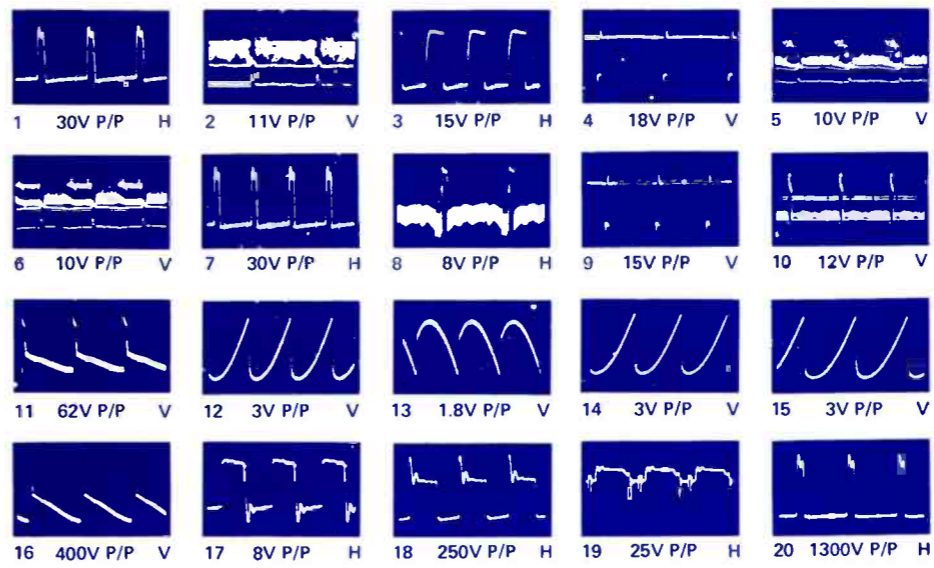 1 30V P/P H 2 11V P/P V 3 15V P/P H 4 18V P/P V 5 10V P/P V
6 10V P/P V 7 30V P/P H 8 8V P/P H 9 15V P/P V 10 12V P/P V
11 62V P/P V 12 3V P/P V 13 1.8V P/P V 14 3V P/P V 15 3V P/P V
16 400V P/P V 17 8V P/P H 18 250V P/P H 19 25V P/P H 20 1300V P/P H